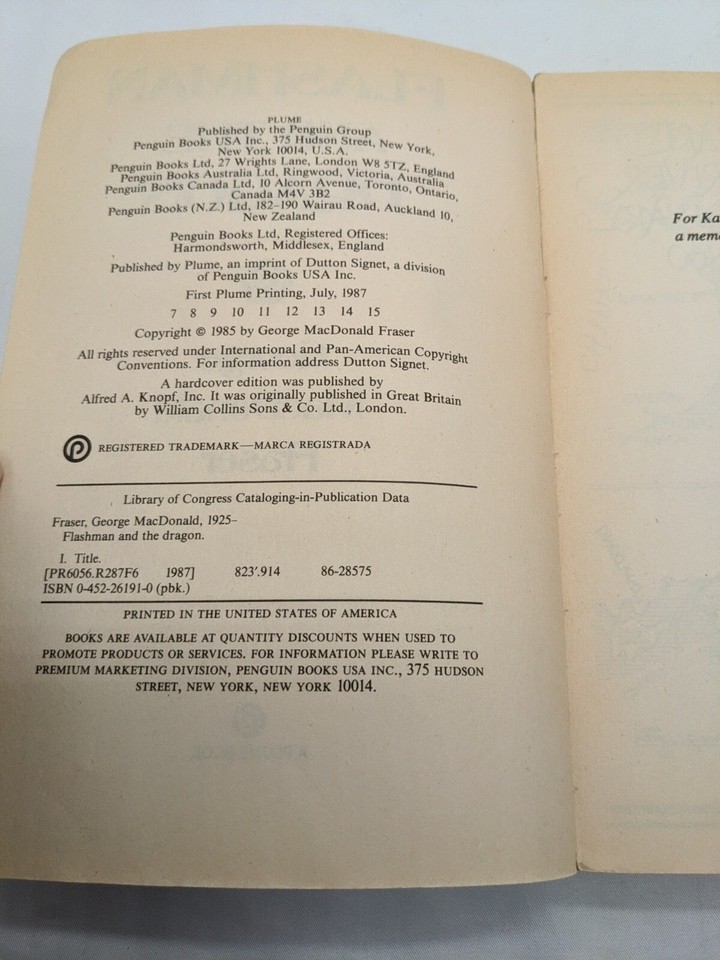 PLUME
Published by the Penguin Group
Penguin Books USA Inc., 375 Hudson Street, New York,
New York 10014, U.S.A.
Penguin Books Ltd, 27 Wrights Lane, London W8 5TZ, England
Penguin Books Australia Ltd, Ringwood, Victoria, Australia
Penguin Books Canada Ltd, 10 Alcorn Avenue, Toronto, Ontario,
Canada M4V 3B2
Penguin Books (N.Z.) Ltd, 182-190 Wairau Road, Auckland 10,
New Zealand
Penguin Books Ltd, Registered Offices:
Harmondsworth, Middlesex, England
Published by Plume, an imprint of Dutton Signet, a division
of Penguin Books USA Inc.
First Plume Printing, July, 1987
7 8 9 10 11 12 13 14 15
Copyright © 1985 by George MacDonald Fraser
All rights reserved under International and Pan-American Copyright
Conventions. For information address Dutton Signet.
A hardcover edition was published by
Alfred A. Knopf, Inc. It was originally published in Great Britain
by William Collins Sons & Co. Ltd., London.
REGISTERED TRADEMARK—MARCA REGISTRADA
Library of Congress Cataloging-in-Publication Data
Fraser, George MacDonald, 1925–
Flashman and the dragon.
I. Title.
[PR6056.R287F6 1987] 823'.914 86-28575
ISBN 0-452-26191-0 (pbk.)
PRINTED IN THE UNITED STATES OF AMERICA
BOOKS ARE AVAILABLE AT QUANTITY DISCOUNTS WHEN USED TO
PROMOTE PRODUCTS OR SERVICES. FOR INFORMATION PLEASE WRITE TO
PREMIUM MARKETING DIVISION, PENGUIN BOOKS USA INC., 375 HUDSON
STREET, NEW YORK, NEW YORK 10014.
For Ka
a mem